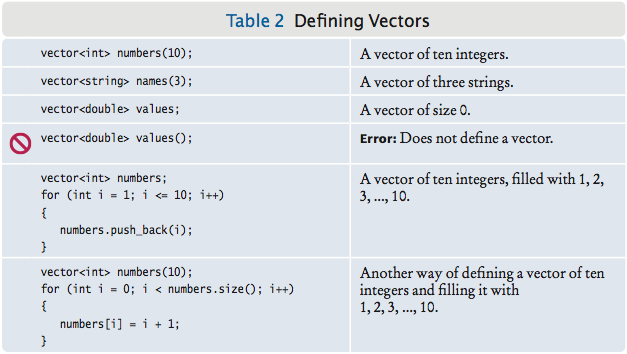 Table 2 Defining Vectors
vector<int> numbers(10);
A vector of ten integers.
vector<string> names(3);
A vector of three strings.
vector<double> values;
A vector of size 0.
vector<double> values();
Error: Does not define a vector.
vector<int> numbers;
for (int i = 1; i <= 10; i++)
{
   numbers.push_back(i);
}
A vector of ten integers, filled with 1, 2,
3, ..., 10.
vector<int> numbers(10);
for (int i = 0; i < numbers.size(); i++)
{
   numbers[i] = i + 1;
}
Another way of defining a vector of ten
integers and filling it with
1, 2, 3, ..., 10.